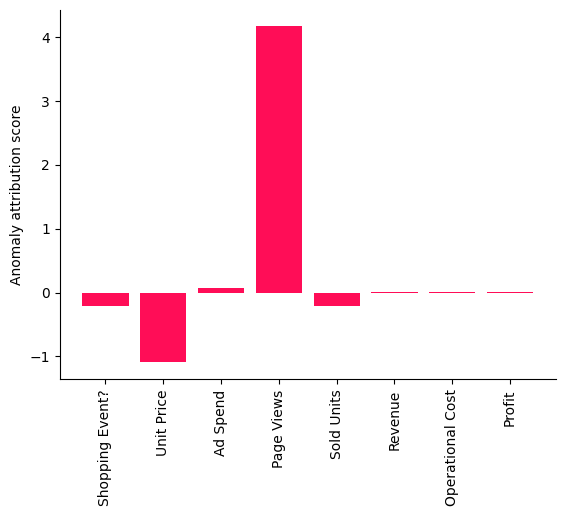 Anomaly attribution score
4
3
2
1
0
−1
Shopping Event?
Unit Price
Ad Spend
Page Views
Sold Units
Revenue
Operational Cost
Profit